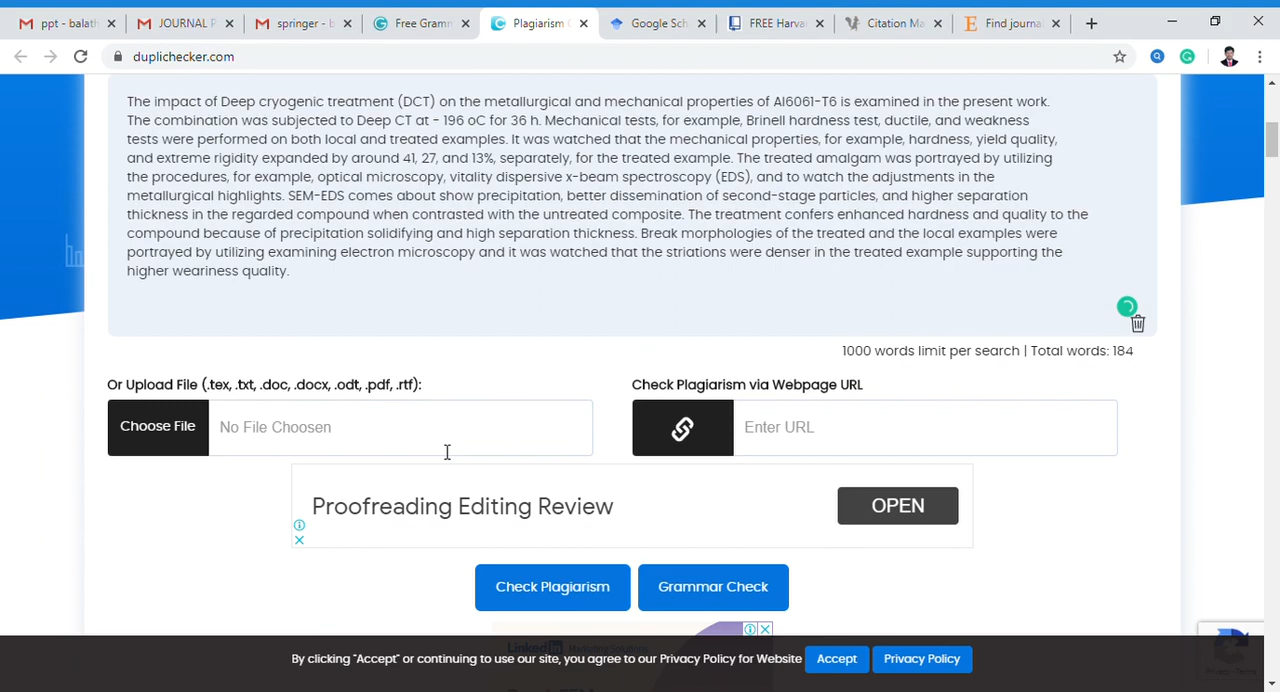 ppt - balath
JOURNAL P
springer - b
Free Gramm
Plagiarism C
Google Sch
FREE Harva
Citation Ma
Find journa
duplichecker.com
The impact of Deep cryogenic treatment (DCT) on the metallurgical and mechanical properties of Al6061-T6 is examined in the present work.
The combination was subjected to Deep CT at - 196 oC for 36 h. Mechanical tests, for example, Brinell hardness test, ductile, and weakness
tests were performed on both local and treated examples. It was watched that the mechanical properties, for example, hardness, yield quality,
and extreme rigidity expanded by around 41, 27, and 13%, separately, for the treated example. The treated amalgam was portrayed by utilizing
the procedures, for example, optical microscopy, vitality dispersive x-beam spectroscopy (EDS), and to watch the adjustments in the
metallurgical highlights. SEM-EDS comes about show precipitation, better dissemination of second-stage particles, and higher separation
thickness in the regarded compound when contrasted with the untreated composite. The treatment confers enhanced hardness and quality to the
compound because of precipitation solidifying and high separation thickness. Break morphologies of the treated and the local examples were
portrayed by utilizing examining electron microscopy and it was watched that the striations were denser in the treated example supporting the
higher weariness quality.
1000 words limit per search | Total words: 184
Or Upload File (.tex, .txt, .doc, .docx, .odt, .pdf, .rtf):
Check Plagiarism via Webpage URL
Choose File
No File Choosen
Enter URL
Proofreading Editing Review
OPEN
Check Plagiarism
Grammar Check
LinkedIn
By clicking "Accept" or continuing to use our site, you agree to our Privacy Policy for Website
Accept
Privacy Policy